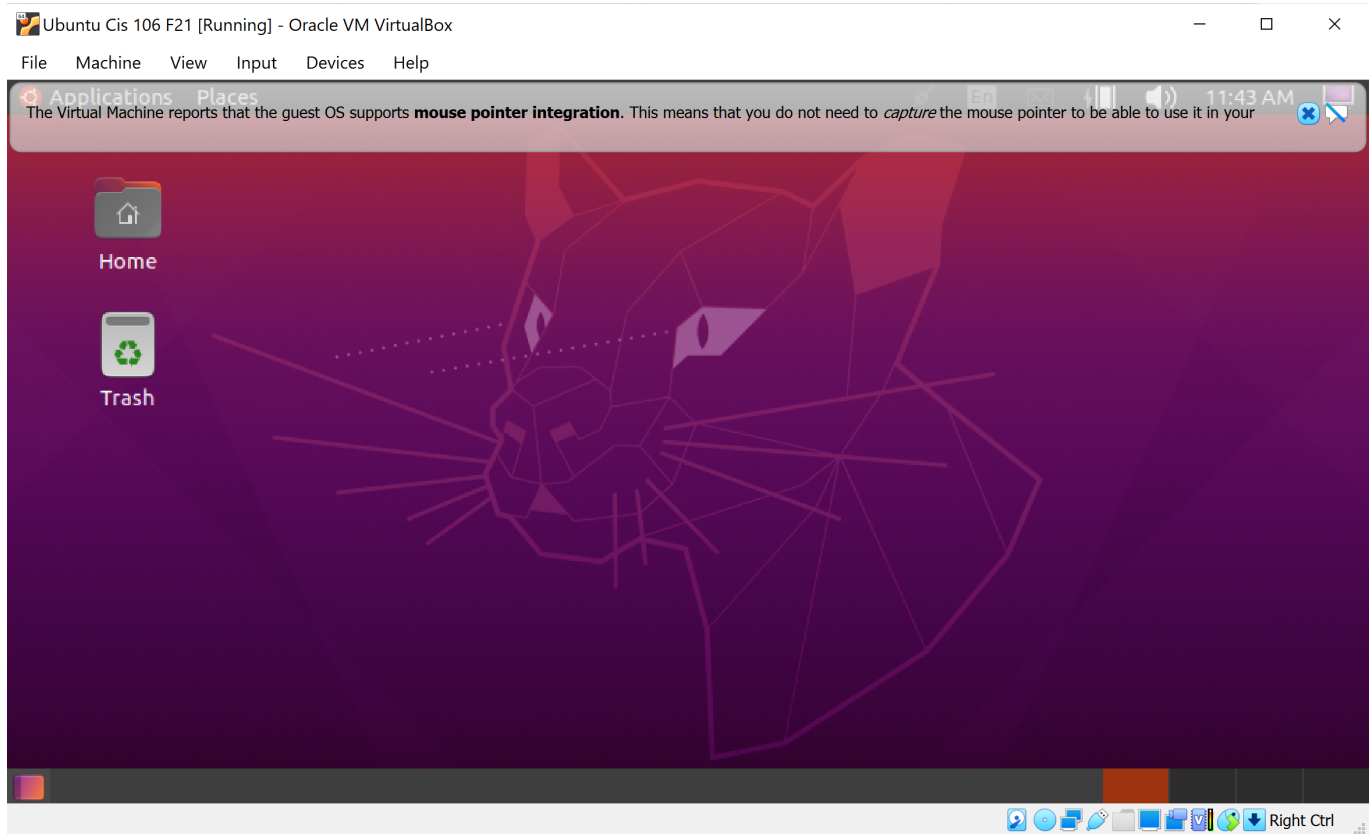 Ubuntu Cis 106 F21 [Running] - Oracle VM VirtualBox
File Machine View Input Devices Help
Applications Places En 11:43 AM
The Virtual Machine reports that the guest OS supports mouse pointer integration. This means that you do not need to capture the mouse pointer to be able to use it in your
Home
Trash
Right Ctrl